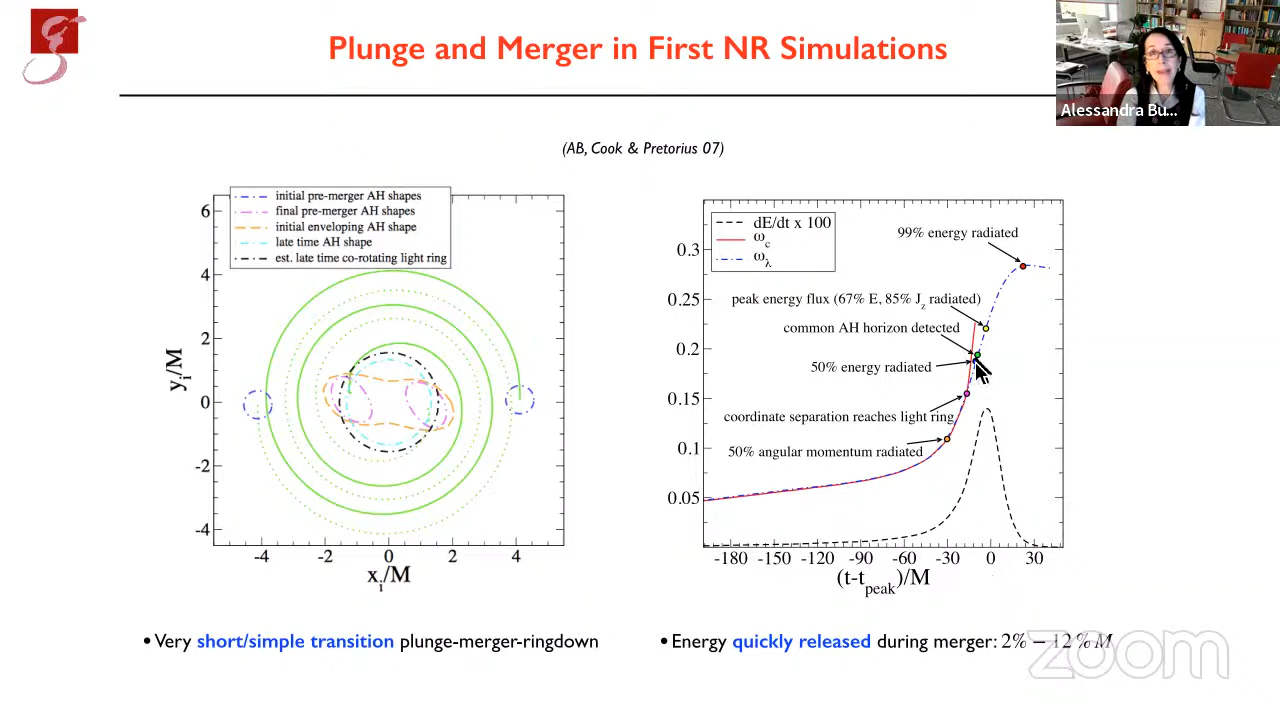 Plunge and Merger in First NR Simulations
Alessandra Bu...
(AB, Cook & Pretorius 07)
initial pre-merger AH shapes
final pre-merger AH shapes
initial enveloping AH shape
late time AH shape
est. late time co-rotating light ring
6
4
2
0
-2
-4
y_i/M
-4 -2 0 2 4
x_i/M
dE/dt x 100
ω_c
ω_λ
99% energy radiated
peak energy flux (67% E, 85% J_z radiated)
common AH horizon detected
50% energy radiated
coordinate separation reaches light ring
50% angular momentum radiated
0.3
0.25
0.2
0.15
0.1
0.05
-180 -150 -120 -90 -60 -30 0 30
(t-t_peak)/M
• Very short/simple transition plunge-merger-ringdown
• Energy quickly released during merger: 2% – 12% M
zoom